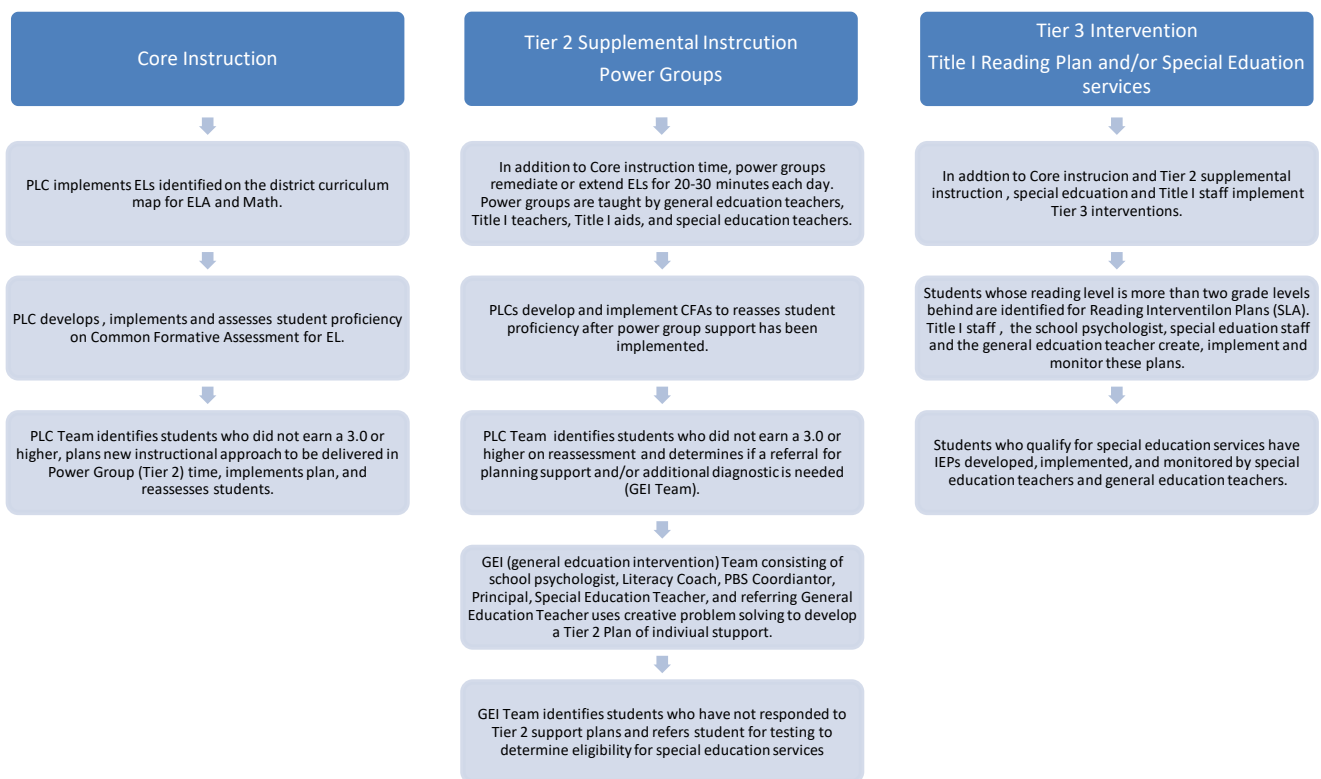 Core Instruction
PLC implements ELs identified on the district curriculum
map for ELA and Math.
PLC develops , implements and assesses student proficiency
on Common Formative Assessment for EL.
PLC Team identifies students who did not earn a 3.0 or
higher, plans new instructional approach to be delivered in
Power Group (Tier 2) time, implements plan, and
reassesses students.
Tier 2 Supplemental Instrcution
Power Groups
In addition to Core instruction time, power groups
remediate or extend ELs for 20-30 minutes each day.
Power groups are taught by general edcuation teachers,
Title I teachers, Title I aids, and special education teachers.
PLCs develop and implement CFAs to reasses student
proficiency after power group support has been
implemented.
PLC Team identifies students who did not earn a 3.0 or
higher on reassessment and determines if a referral for
planning support and/or additional diagnostic is needed
(GEI Team).
GEI (general edcuation intervention) Team consisting of
school psychologist, Literacy Coach, PBS Coordiantor,
Principal, Special Education Teacher, and referring General
Education Teacher uses creative problem solving to develop
a Tier 2 Plan of indiviual stupport.
GEI Team identifies students who have not responded to
Tier 2 support plans and refers student for testing to
determine eligibility for special education services
Tier 3 Intervention
Title I Reading Plan and/or Special Eduation
services
In addtion to Core instrucion and Tier 2 supplemental
instruction , special edcuation and Title I staff implement
Tier 3 interventions.
Students whose reading level is more than two grade levels
behind are identified for Reading Interventilon Plans (SLA).
Title I staff , the school psychologist, special eduation staff
and the general edcuation teacher create, implement and
monitor these plans.
Students who qualify for special education services have
IEPs developed, implemented, and monitored by special
education teachers and general education teachers.